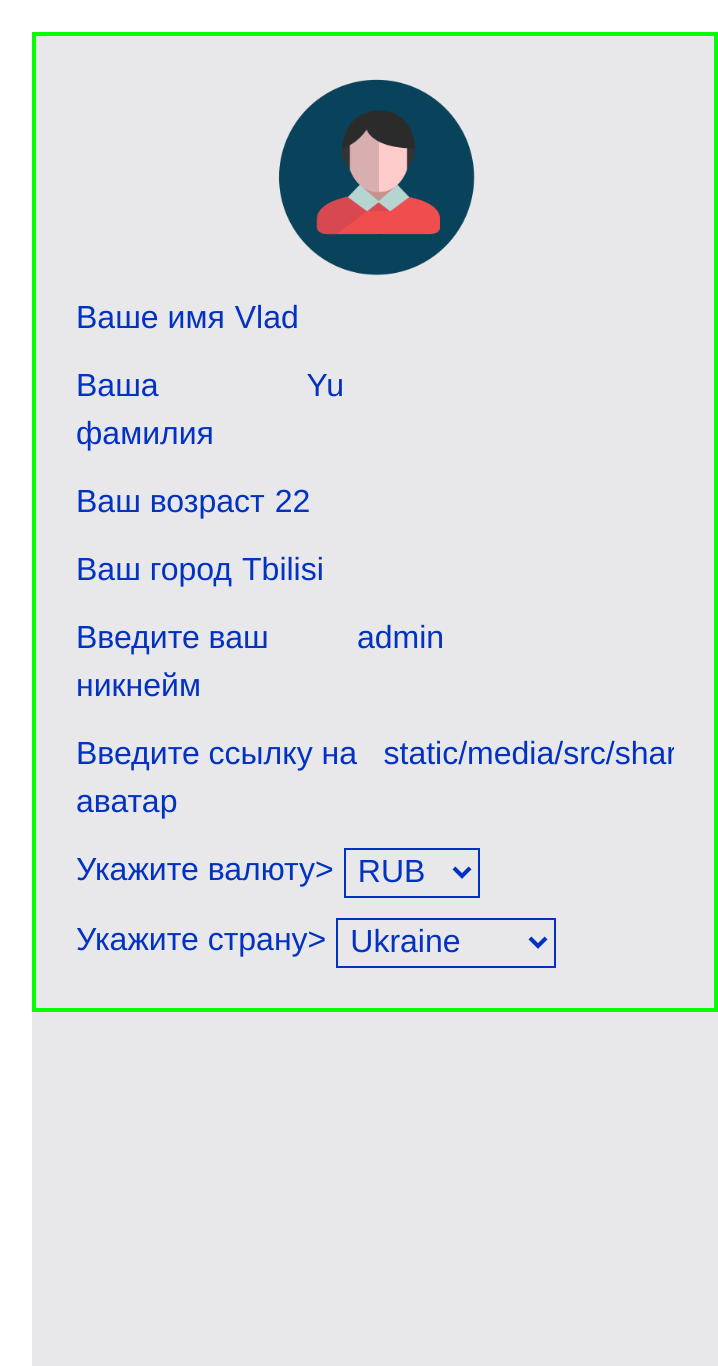 Ваше имя Vlad
Ваша Yu
фамилия
Ваш возраст 22
Ваш город Tbilisi
Введите ваш admin
никнейм
Введите ссылку на static/media/src/shar
аватар
Укажите валюту> RUB
Укажите страну> Ukraine